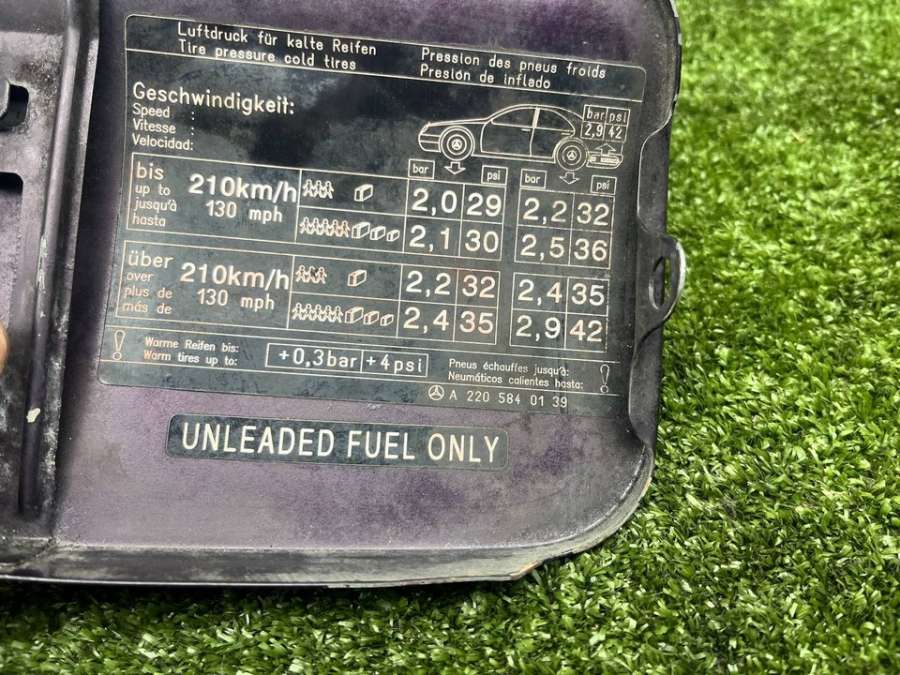 Luftdruck für kalte Reifen
Tire pressure cold tires
Pression des pneus froids
Presión de inflado
Geschwindigkeit:
Speed :
Vitesse :
Velocidad:
bar psi
2,9 42
bar psi bar psi
bis
up to
jusqu'à
hasta
210km/h
130 mph
2,0 29 2,2 32
2,1 30 2,5 36
über
over
plus de
más de
210km/h
130 mph
2,2 32 2,4 35
2,4 35 2,9 42
! Warme Reifen bis:
Warm tires up to:
+0,3bar +4 psi
Pneus échauffes jusqu'à:
Neumáticos calientes hasta: !
A 220 584 01 39
UNLEADED FUEL ONLY